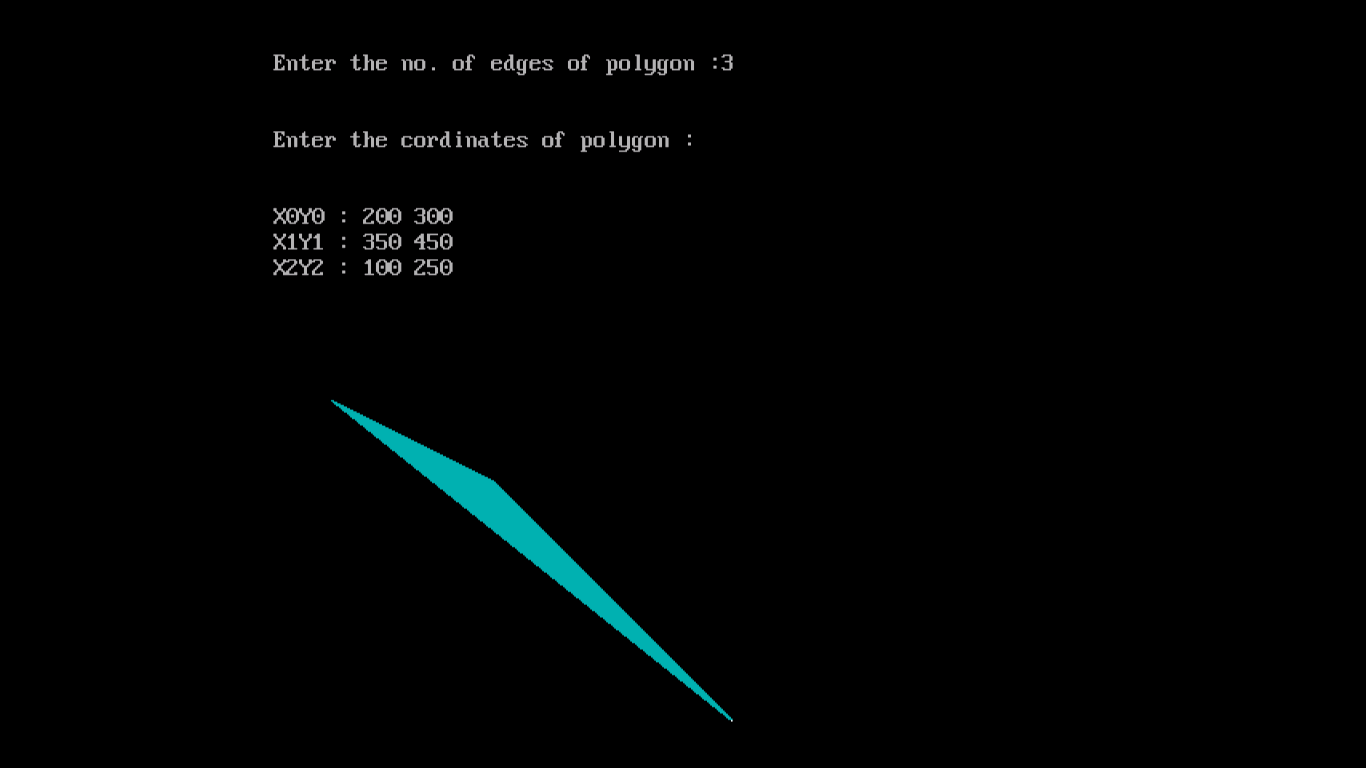 Enter the no. of edges of polygon :3
Enter the cordinates of polygon :
X0Y0 : 200 300
X1Y1 : 350 450
X2Y2 : 100 250